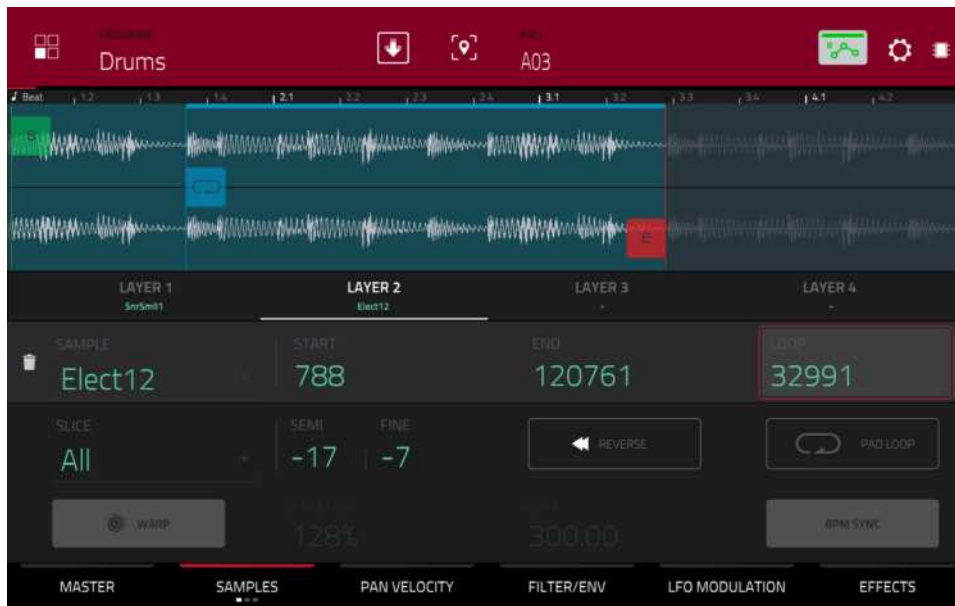 PROGRAM
Drums
PAD
A03
Beat 1.2 1.3 1.4 2.1 2.2 2.3 2.4 3.1 3.2 3.3 3.4 4.1 4.2
S
E
LAYER 1 LAYER 2 LAYER 3 LAYER 4
SnrSmll1 Elect12 - -
SAMPLE START END LOOP
Elect12 788 120761 32991
SLICE SEMI FINE
All -17 -7 REVERSE PAD LOOP
WARP 128% 300.00 BPM SYNC
MASTER SAMPLES PAN VELOCITY FILTER/ENV LFO MODULATION EFFECTS